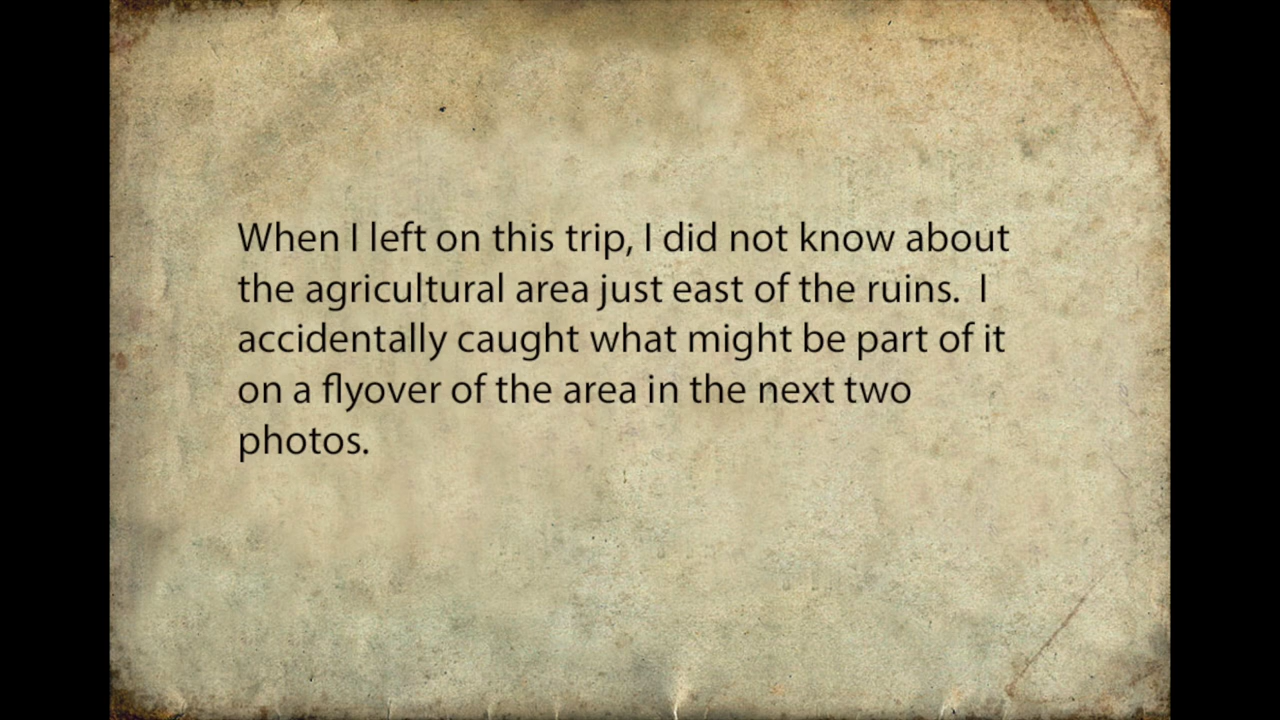 When I left on this trip, I did not know about
the agricultural area just east of the ruins.  I
accidentally caught what might be part of it
on a flyover of the area in the next two
photos.